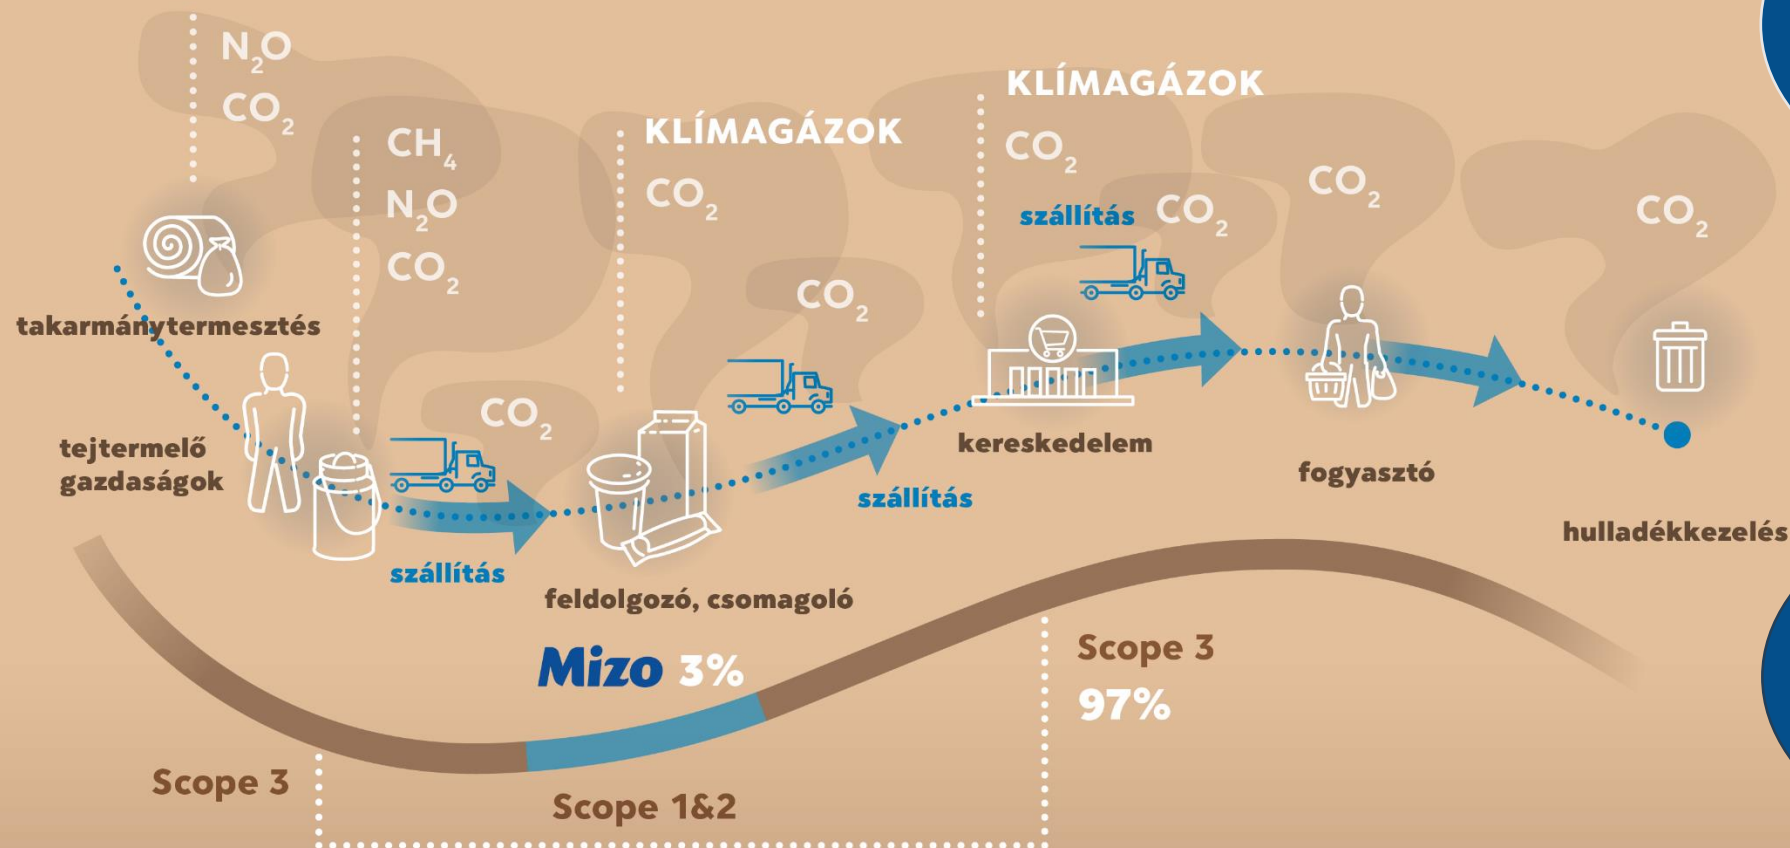 N₂O
CO₂
takarmánytermesztés
CH₄
N₂O
CO₂
tejtermelő
gazdaságok
CO₂
szállítás
KLÍMAGÁZOK
CO₂
feldolgozó, csomagoló
Mizo 3%
CO₂
szállítás
KLÍMAGÁZOK
CO₂
kereskedelem
szállítás
CO₂
CO₂
fogyasztó
CO₂
hulladékkezelés
Scope 3
Scope 1&2
Scope 3
97%